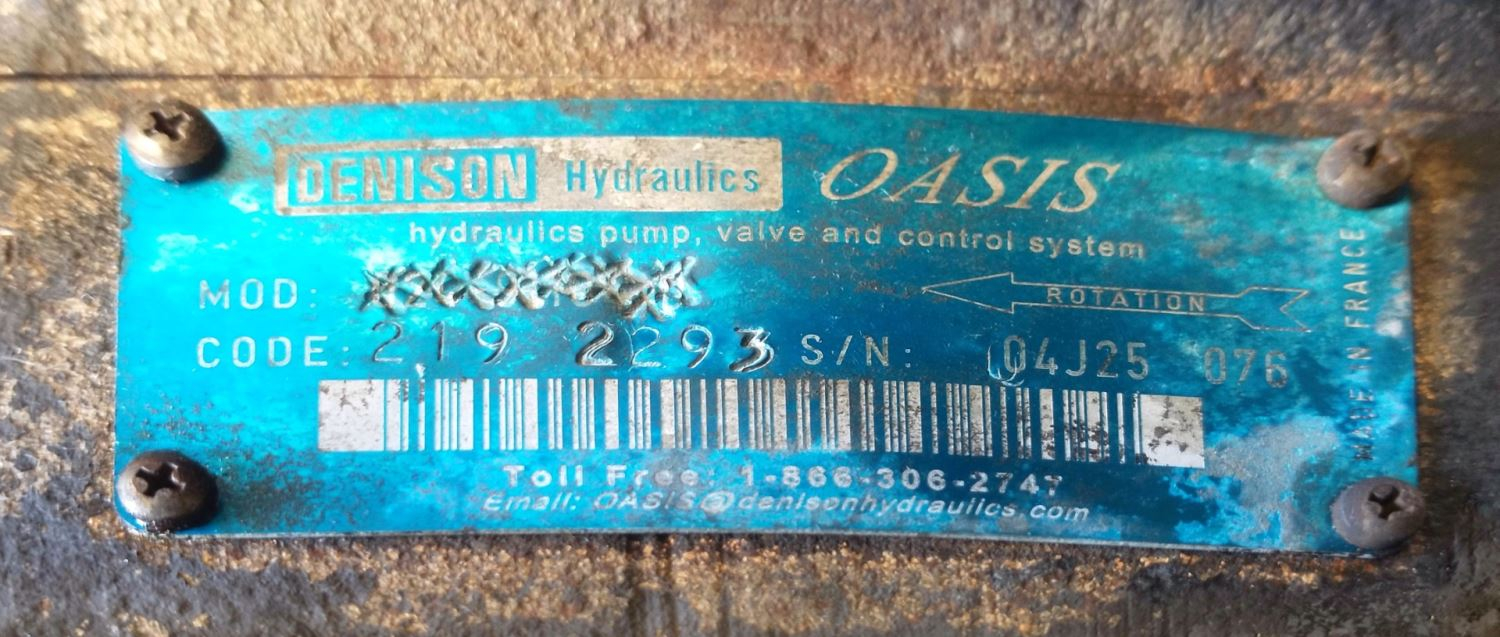 DENISON Hydraulics OASIS
hydraulics pump, valve and control system
MOD:
ROTATION
CODE: 219 2293 S/N: 04J25 076
MADE IN FRANCE
Toll Free: 1-866-306-2747
Email: OASIS@denisonhydraulics.com